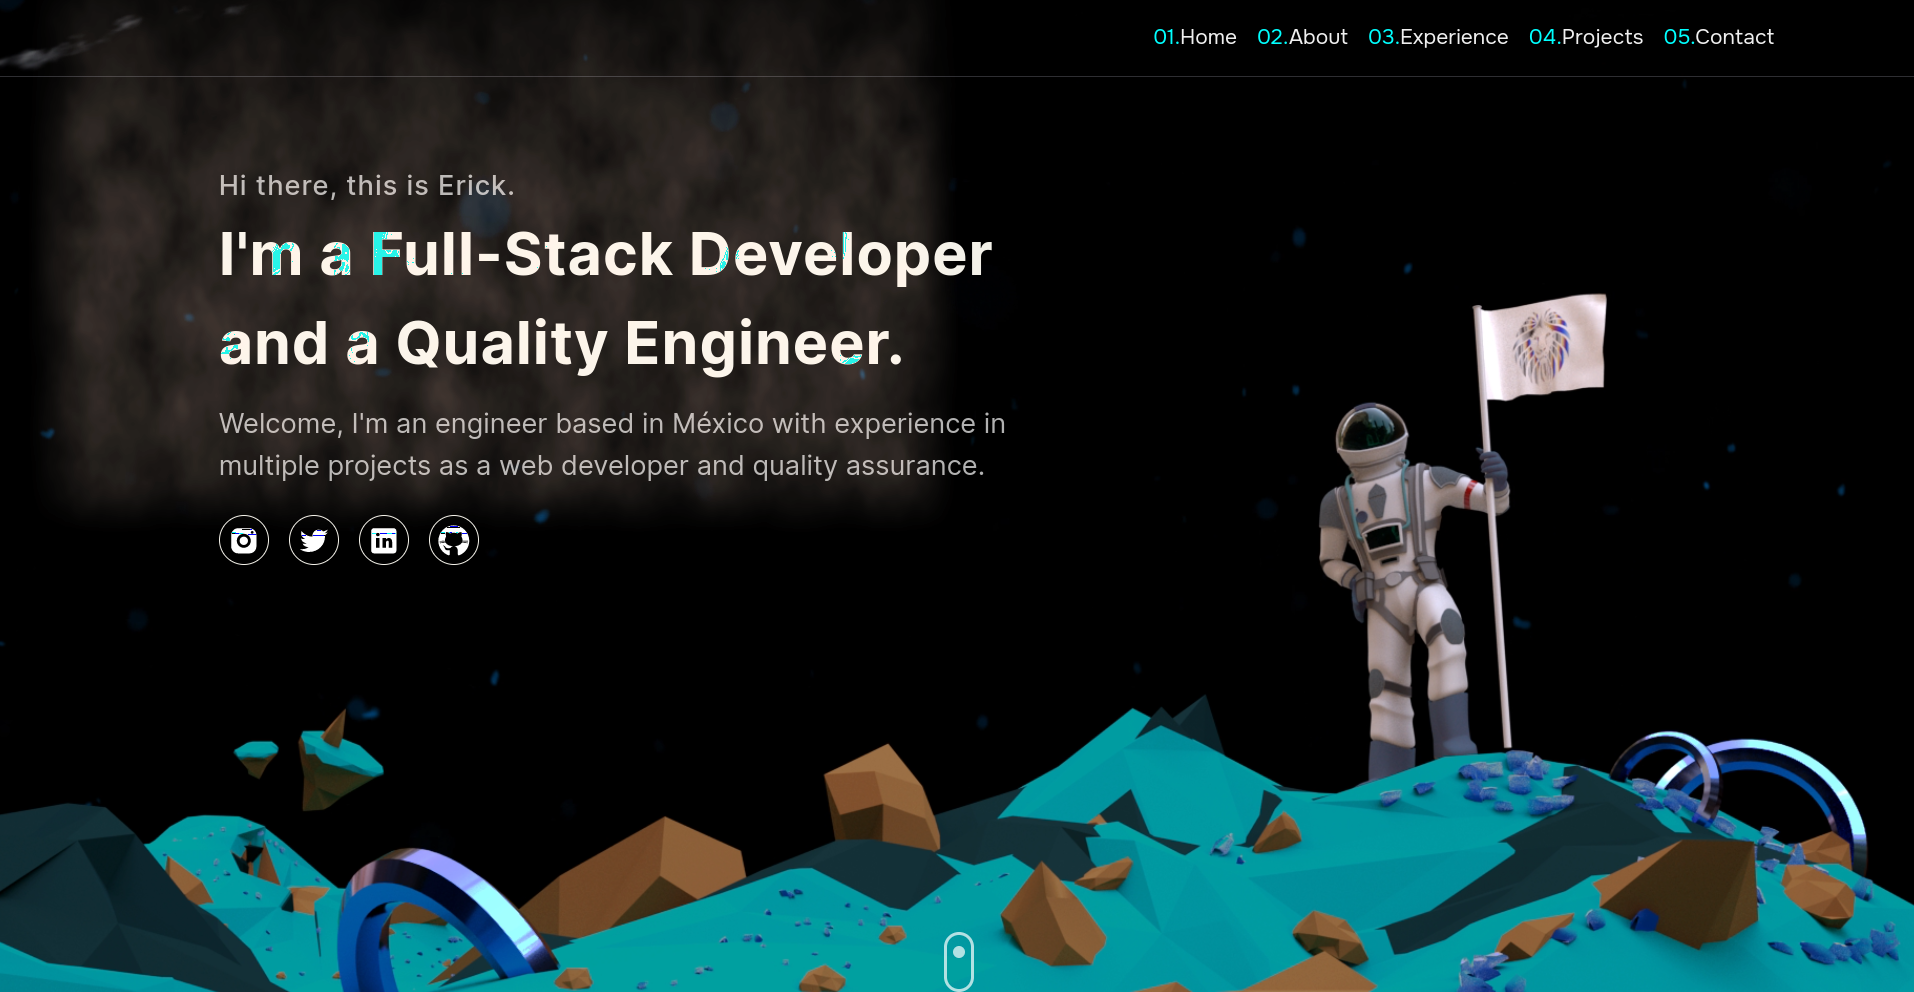 01.Home 02.About 03.Experience 04.Projects 05.Contact
Hi there, this is Erick.
I'm a Full-Stack Developer
and a Quality Engineer.
Welcome, I'm an engineer based in México with experience in
multiple projects as a web developer and quality assurance.
in